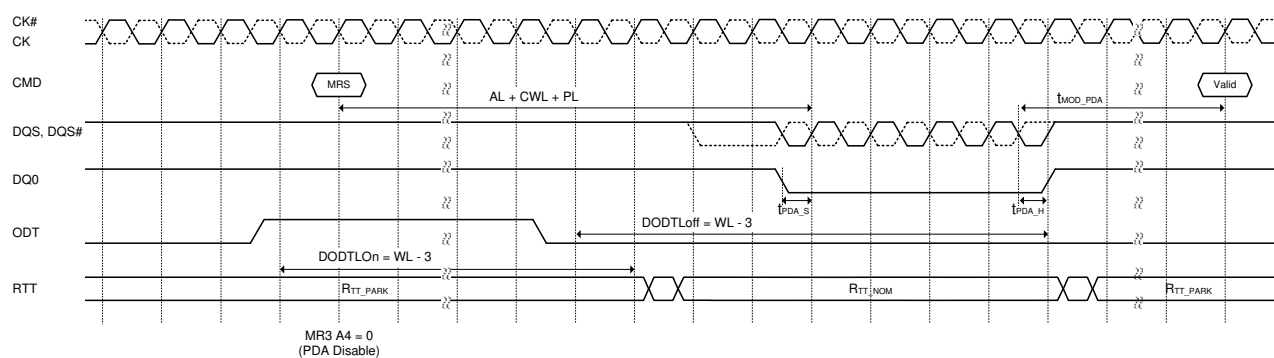 CK#
CK
CMD
MRS
Valid
AL + CWL + PL
tMOD_PDA
DQS, DQS#
DQ0
tPDA_S
tPDA_H
DODTLoff = WL - 3
ODT
DODTLOn = WL - 3
RTT
RTT_PARK
RTT_NOM
RTT_PARK
MR3 A4 = 0
(PDA Disable)